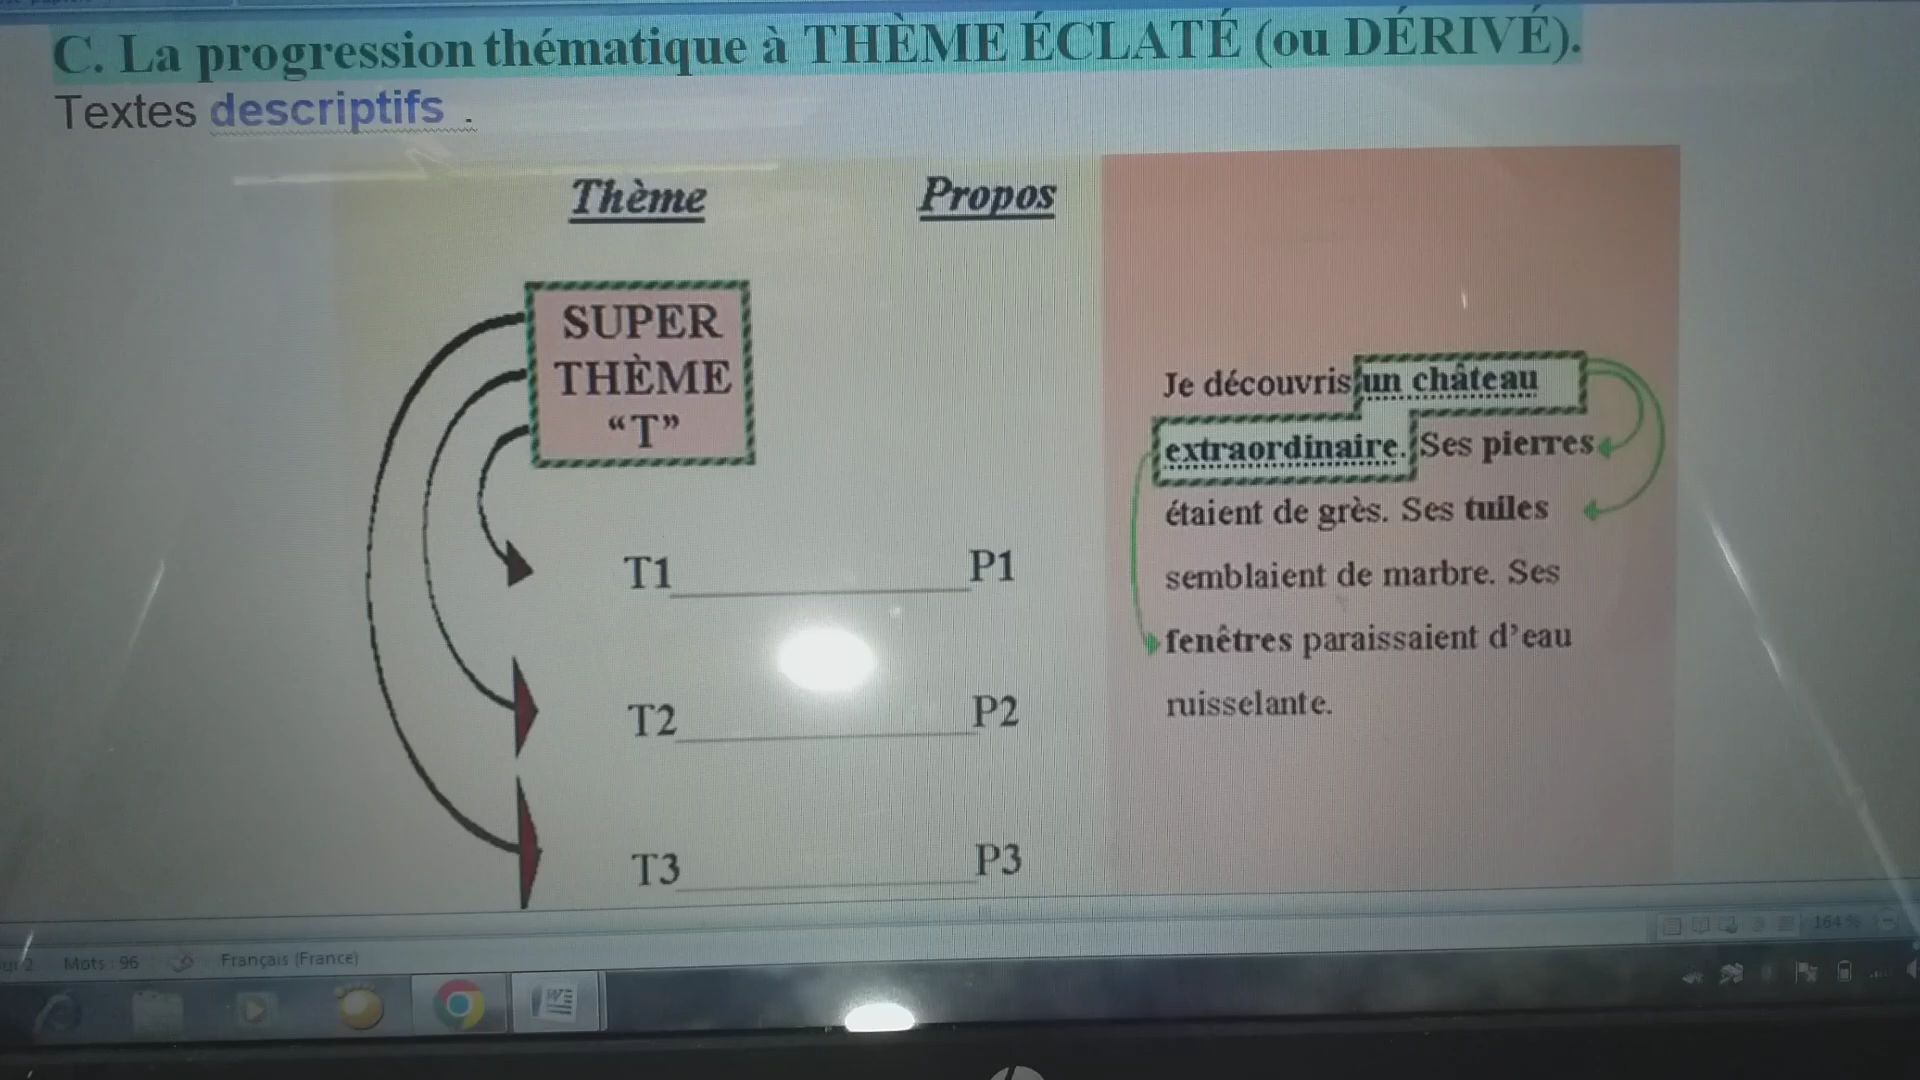 C. La progression thématique à THÈME ÉCLATÉ (ou DÉRIVÉ).
Textes descriptifs .
Thème
Propos
SUPER
THÈME
“T”
T1 P1
T2 P2
T3 P3
Je découvris un château
extraordinaire. Ses pierres
étaient de grès. Ses tuiles
semblaient de marbre. Ses
fenêtres paraissaient d’eau
ruisselante.
164 %
Mots : 96 Français (France)